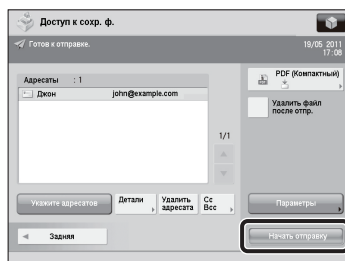 Доступ к сохр. ф.
Готов к отправке.
19/05 2011
17:08
Адресаты : 1
Джон john@example.com
1/1
PDF (Компактный)
Удалить файл
после отпр.
Укажите адресатов
Детали
Удалить
адресата
Cc
Bcc
Параметры
Задняя
Начать отправку